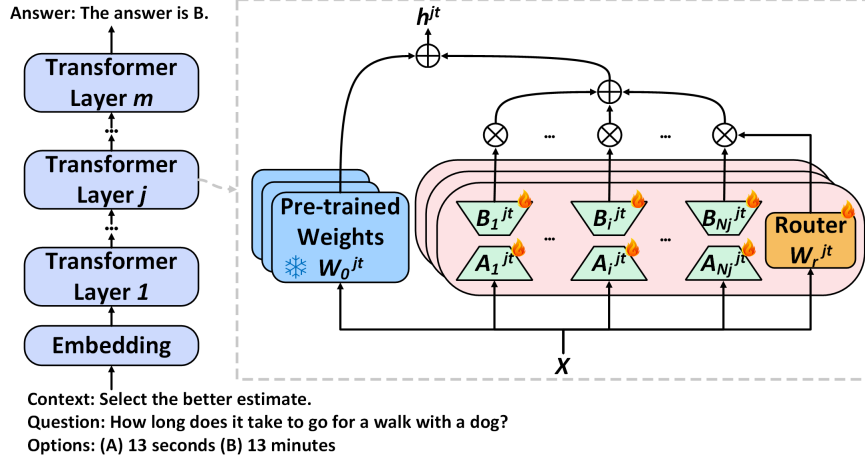 Answer: The answer is B.
Transformer
Layer m
...
Transformer
Layer j
...
Transformer
Layer 1
Embedding
Context: Select the better estimate.
Question: How long does it take to go for a walk with a dog?
Options: (A) 13 seconds (B) 13 minutes
h^jt
... ...
Pre-trained
Weights
W_0^jt
B_1^jt ... B_i^jt ... B_Nj^jt
A_1^jt A_i^jt A_Nj^jt
Router
W_r^jt
X